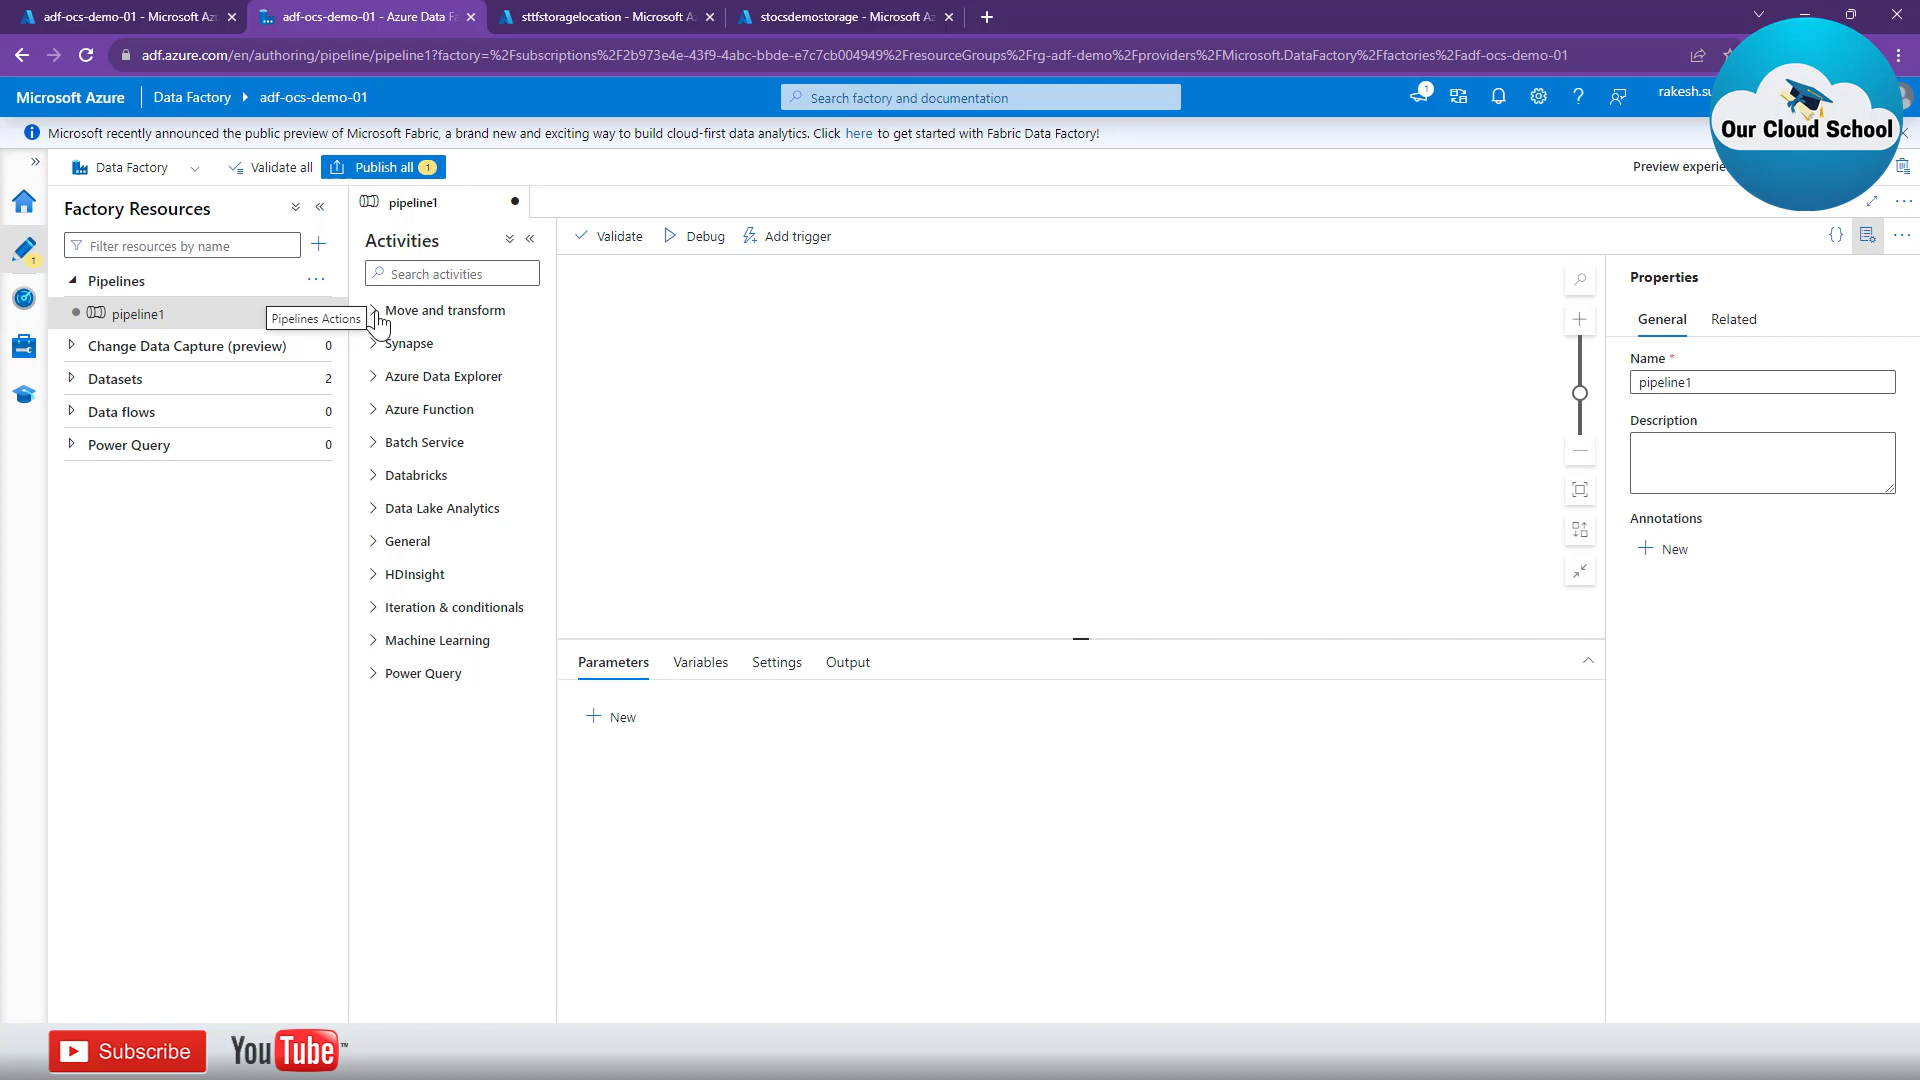 adf-ocs-demo-01 - Microsoft Az
adf-ocs-demo-01 - Azure Data F
sttfstoragelocation - Microsoft A
stocsdemostorage - Microsoft Az
adf.azure.com/en/authoring/pipeline/pipeline1?factory=%2Fsubscriptions%2F2b973e4e-43f9-4abc-bbde-e7c7cb004949%2FresourceGroups%2Frg-adf-demo%2Fproviders%2FMicrosoft.DataFactory%2Ffactories%2Fadf-ocs-demo-01
Microsoft Azure
Data Factory
adf-ocs-demo-01
Search factory and documentation
1
rakesh.su
Our Cloud School
Microsoft recently announced the public preview of Microsoft Fabric, a brand new and exciting way to build cloud-first data analytics. Click here to get started with Fabric Data Factory!
Data Factory
Validate all
Publish all 1
Preview experie
1
Factory Resources
Filter resources by name
Pipelines
pipeline1
Pipelines Actions
Change Data Capture (preview) 0
Datasets 2
Data flows 0
Power Query 0
pipeline1
Activities
Search activities
Move and transform
Synapse
Azure Data Explorer
Azure Function
Batch Service
Databricks
Data Lake Analytics
General
HDInsight
Iteration & conditionals
Machine Learning
Power Query
Validate
Debug
Add trigger
{}
Parameters
Variables
Settings
Output
New
Properties
General
Related
Name *
pipeline1
Description
Annotations
New
Subscribe
YouTube™